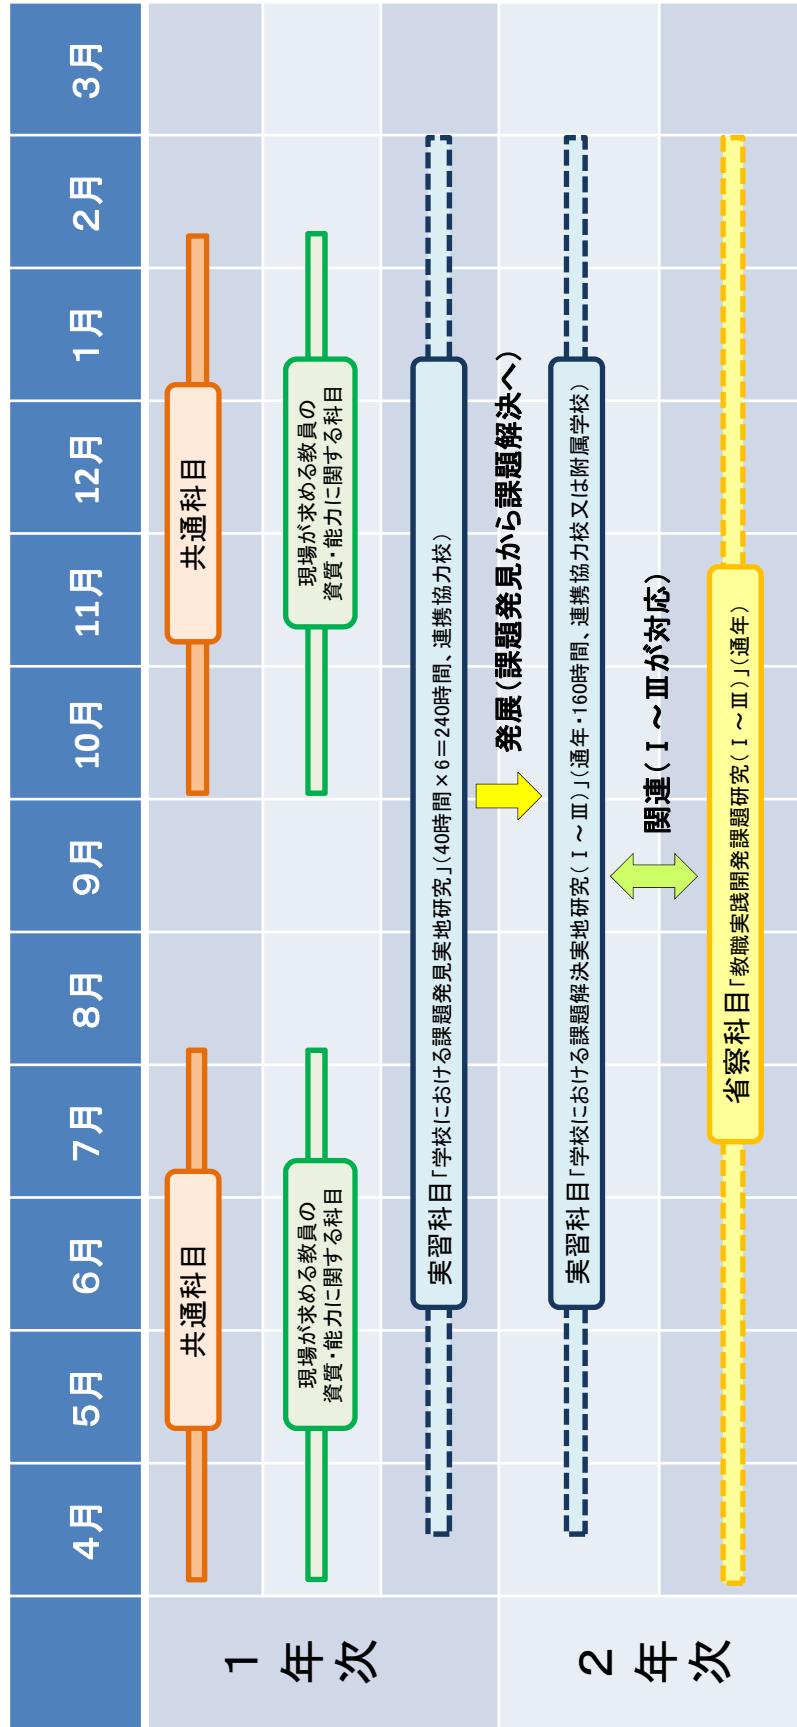 4月
5月
6月
7月
8月
9月
10月
11月
12月
1月
2月
3月
1年次
共通科目
共通科目
現場が求める教員の
資質・能力に関する科目
現場が求める教員の
資質・能力に関する科目
実習科目「学校における課題発見実地研究」(40時間×6=240時間、連携協力校)
発展(課題発見から課題解決へ)
2年次
実習科目「学校における課題解決実地研究(Ⅰ~Ⅲ)」(通年・160時間、連携協力校又は附属学校)
関連(Ⅰ~Ⅲが対応)
省察科目「教職実践開発課題研究(Ⅰ~Ⅲ)」(通年)